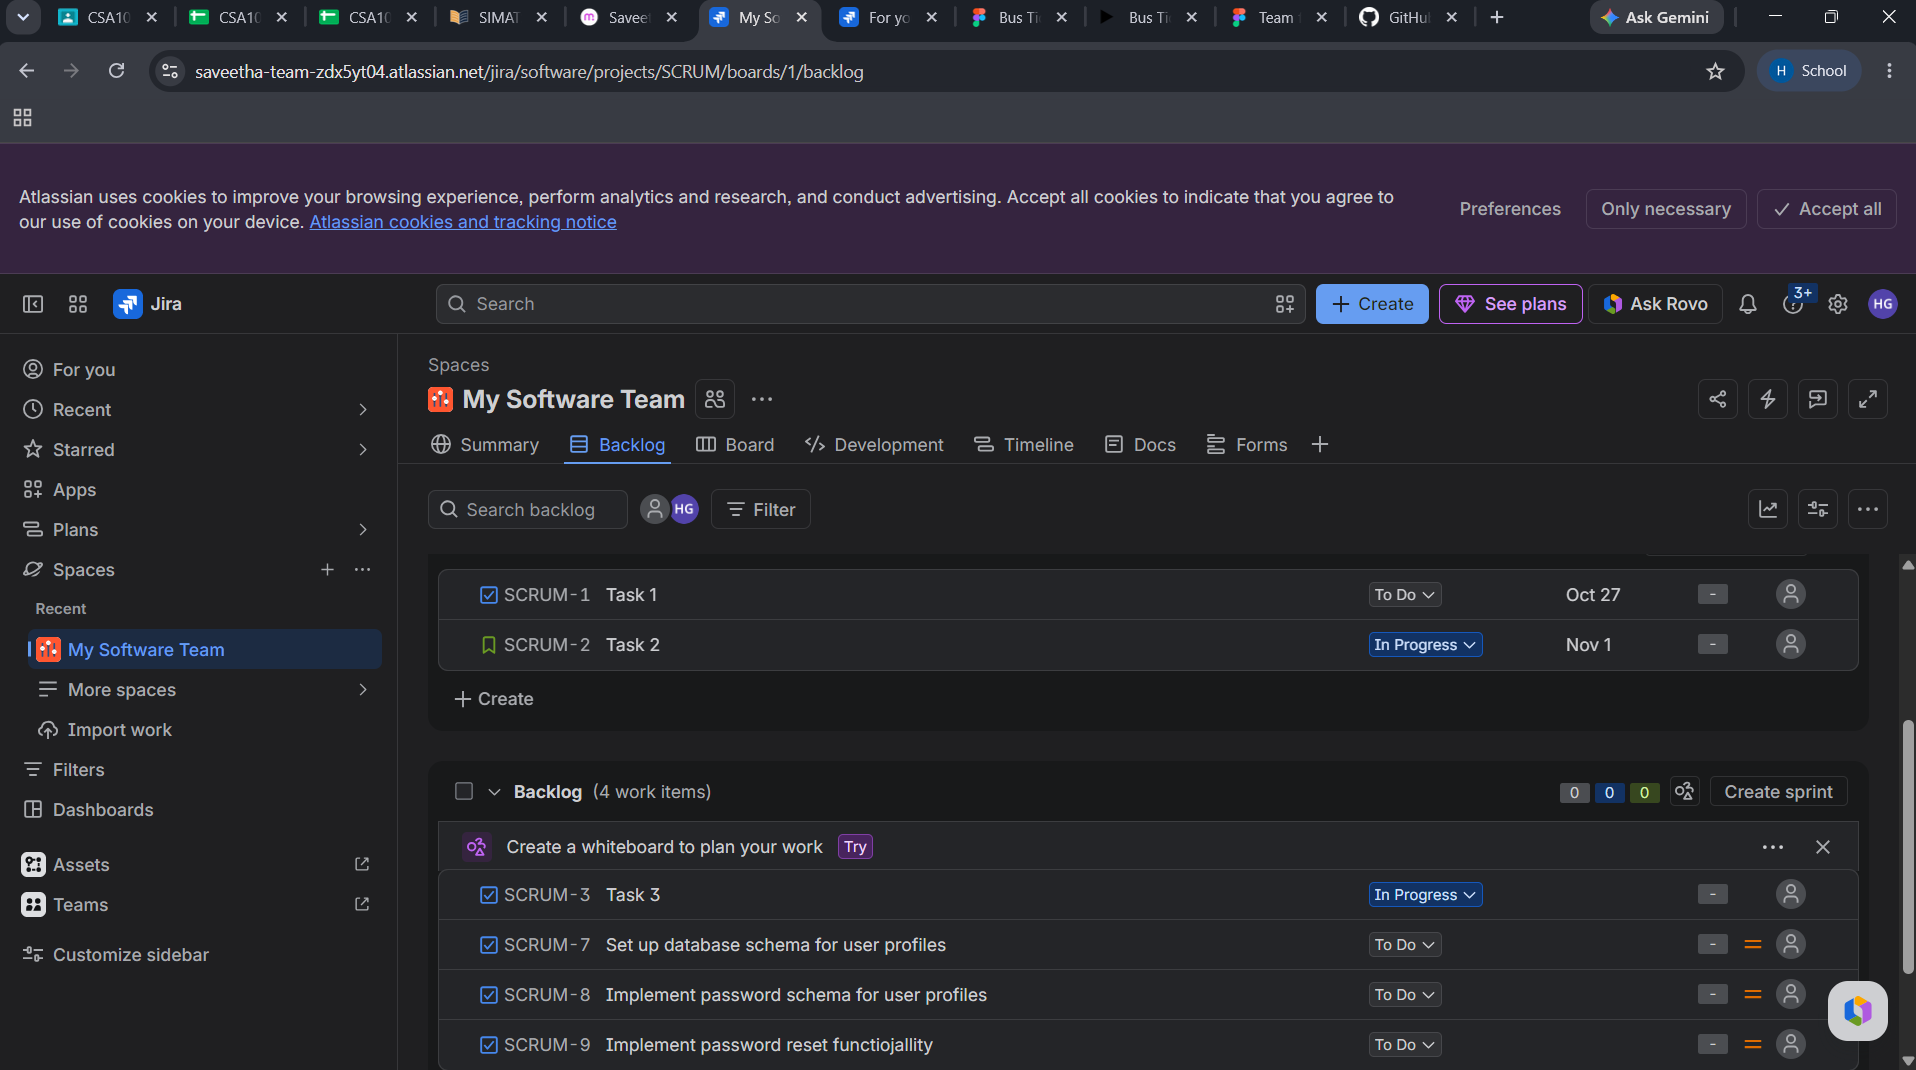 CSA10
CSA10
CSA10
SIMAT
Saveet
My So
For yo
Bus Ti
Bus Ti
Team
GitHu
Ask Gemini
saveetha-team-zdx5yt04.atlassian.net/jira/software/projects/SCRUM/boards/1/backlog
H School
Atlassian uses cookies to improve your browsing experience, perform analytics and research, and conduct advertising. Accept all cookies to indicate that you agree to
our use of cookies on your device. Atlassian cookies and tracking notice
Preferences
Only necessary
Accept all
Jira
Search
Create
See plans
Ask Rovo
3+
HG
For you
Recent
Starred
Apps
Plans
Spaces
Recent
My Software Team
More spaces
Import work
Filters
Dashboards
Assets
Teams
Customize sidebar
Spaces
My Software Team
Summary
Backlog
Board
Development
Timeline
Docs
Forms
Search backlog
HG
Filter
SCRUM-1 Task 1 To Do Oct 27 -
SCRUM-2 Task 2 In Progress Nov 1 -
Create
Backlog (4 work items) 0 0 0 Create sprint
Create a whiteboard to plan your work Try
SCRUM-3 Task 3 In Progress -
SCRUM-7 Set up database schema for user profiles To Do -
SCRUM-8 Implement password schema for user profiles To Do -
SCRUM-9 Implement password reset functiojallity To Do -